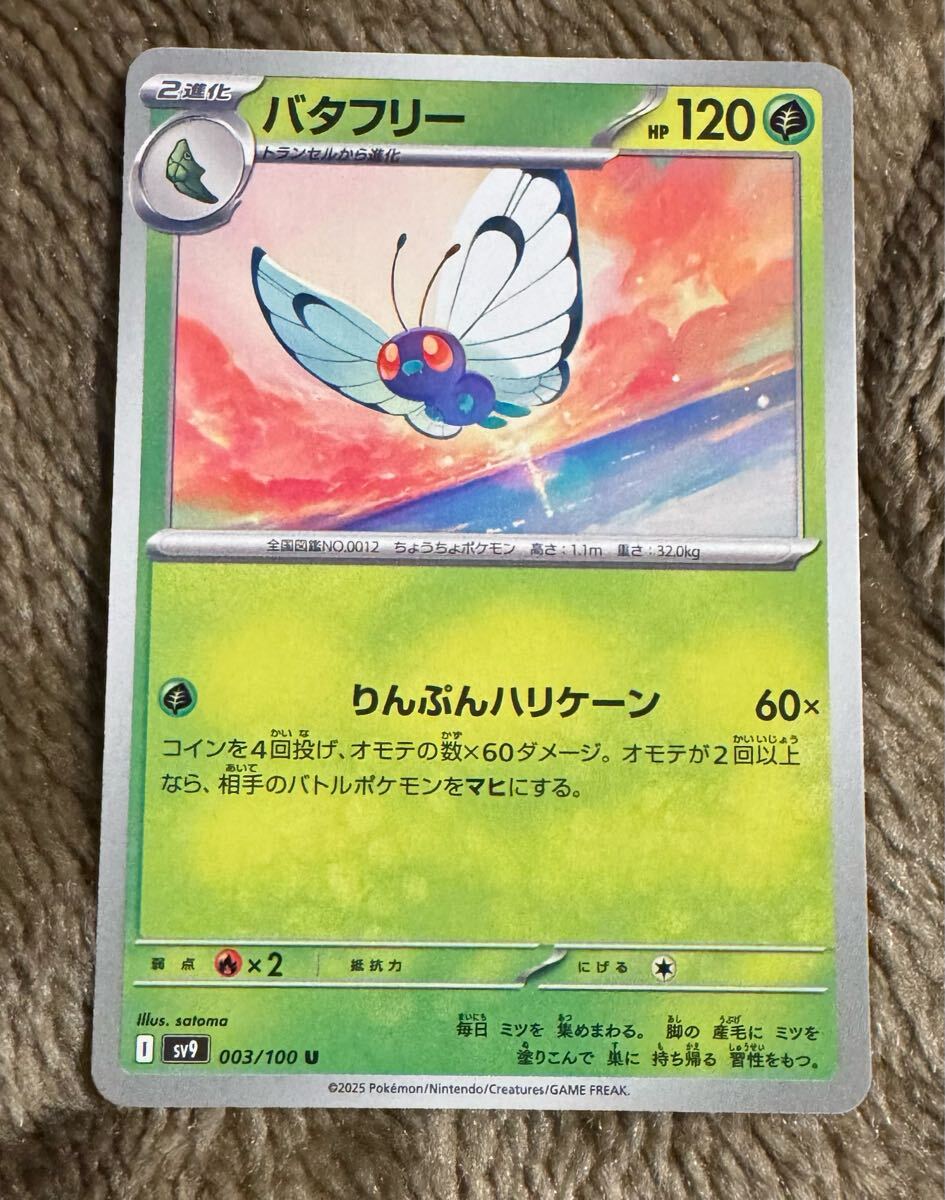 2進化
バタフリー
HP 120
トランセルから進化
全国図鑑NO.0012 ちょうちょポケモン 高さ:1.1m 重さ:32.0kg
りんぷんハリケーン 60×
コインを4回投げ、オモテの数×60ダメージ。オモテが2回以上
なら、相手のバトルポケモンをマヒにする。
弱点 ×2 抵抗力 にげる
Illus. satoma
毎日 ミツを 集めまわる。 脚の 産毛に ミツを
塗りこんで 巣に 持ち帰る 習性をもつ。
I sv9 003/100 U
©2025 Pokémon/Nintendo/Creatures/GAME FREAK.